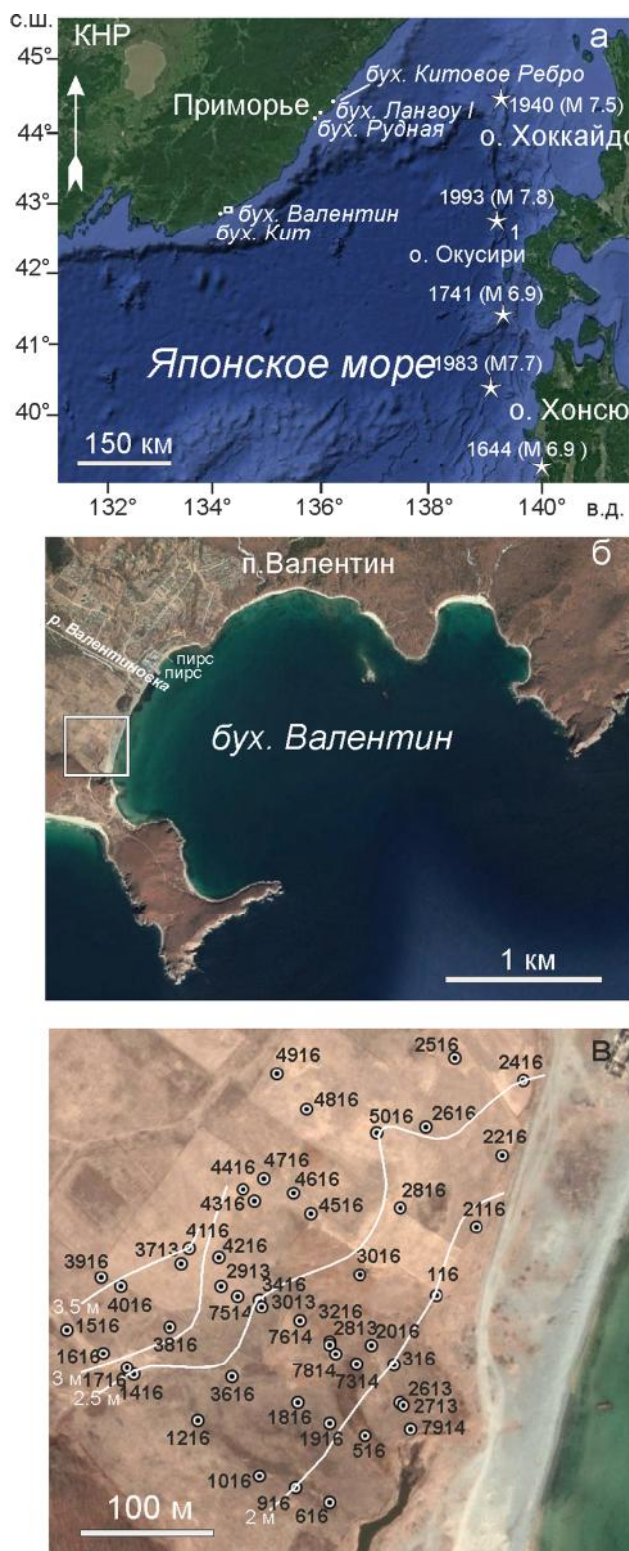 с.ш.
КНР
а
45°
бух. Китовое Ребро
Приморье
бух. Лангоу I
1940 (М 7.5)
44°
бух. Рудная
о. Хоккайдо
43°
1993 (М 7.8)
бух. Валентин
1
бух. Кит
о. Окусири
42°
1741 (М 6.9)
41°
Японское море
1983 (М7.7)
40°
о. Хонсю
150 км
1644 (М 6.9 )
132°
134°
136°
138°
140°
в.д.
п.Валентин
б
р. Валентиновка
пирс
пирс
бух. Валентин
1 км
в
2516
4916
2416
4816
5016
2616
2216
4716
4416
4616
4316
4516
2816
2116
4116
3713
4216
3916
2913
3016
116
3416
4016
7514
3013
3.5 м
3216
1516
7614
2813
2016
3816
1616
7814
316
7314
3 м
1716
2.5 м
1416
3616
2613
2713
1816
7914
1216
1916
516
1016
916
616
2 м
100 м